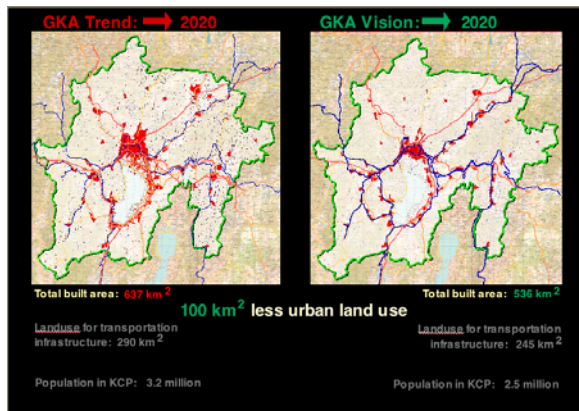 GKA Trend: 2020
GKA Vision: 2020
Total built area: 637 km2
Total built area: 536 km2
100 km2 less urban land use
Landuse for transportation
infrastructure: 290 km2
Landuse for transportation
infrastructure: 245 km2
Population in KCP: 3.2 million
Population in KCP: 2.5 million